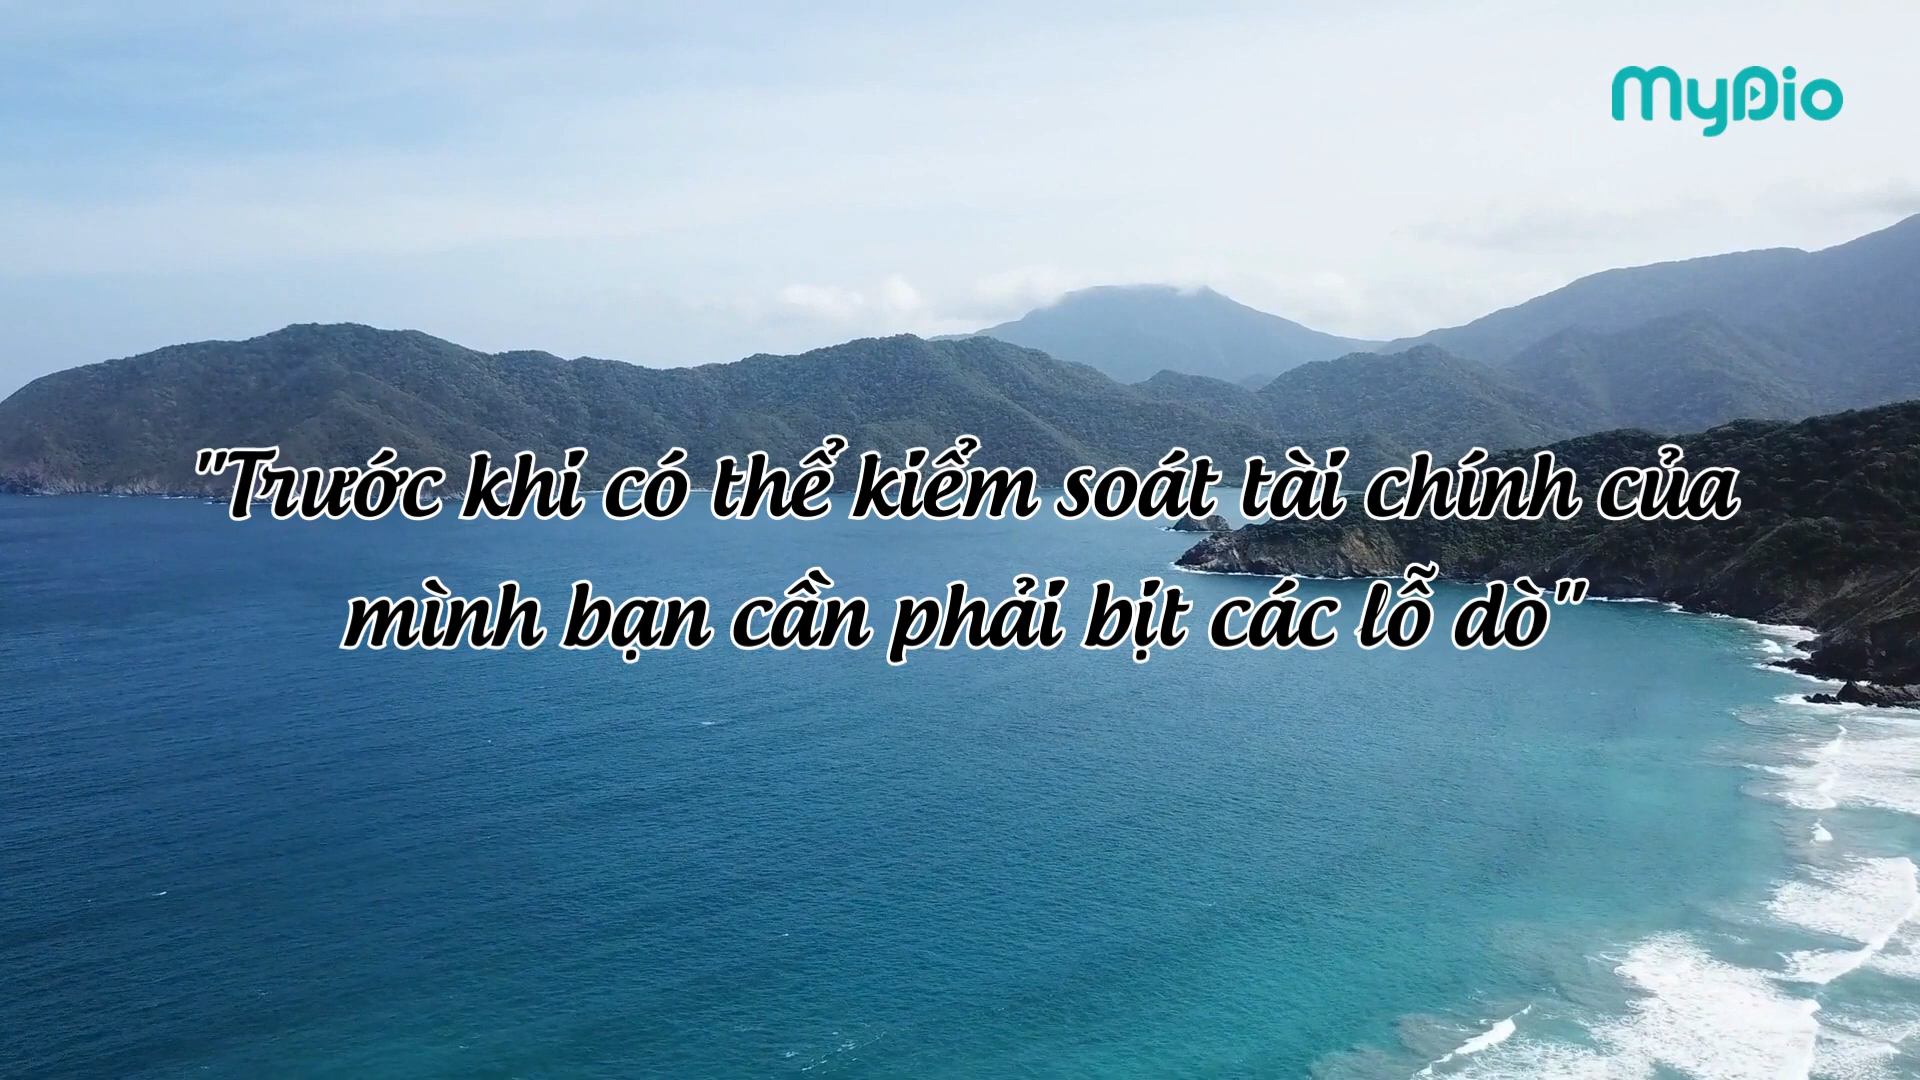 MyDio
"Trước khi có thể kiểm soát tài chính của
mình bạn cần phải bịt các lỗ dò"